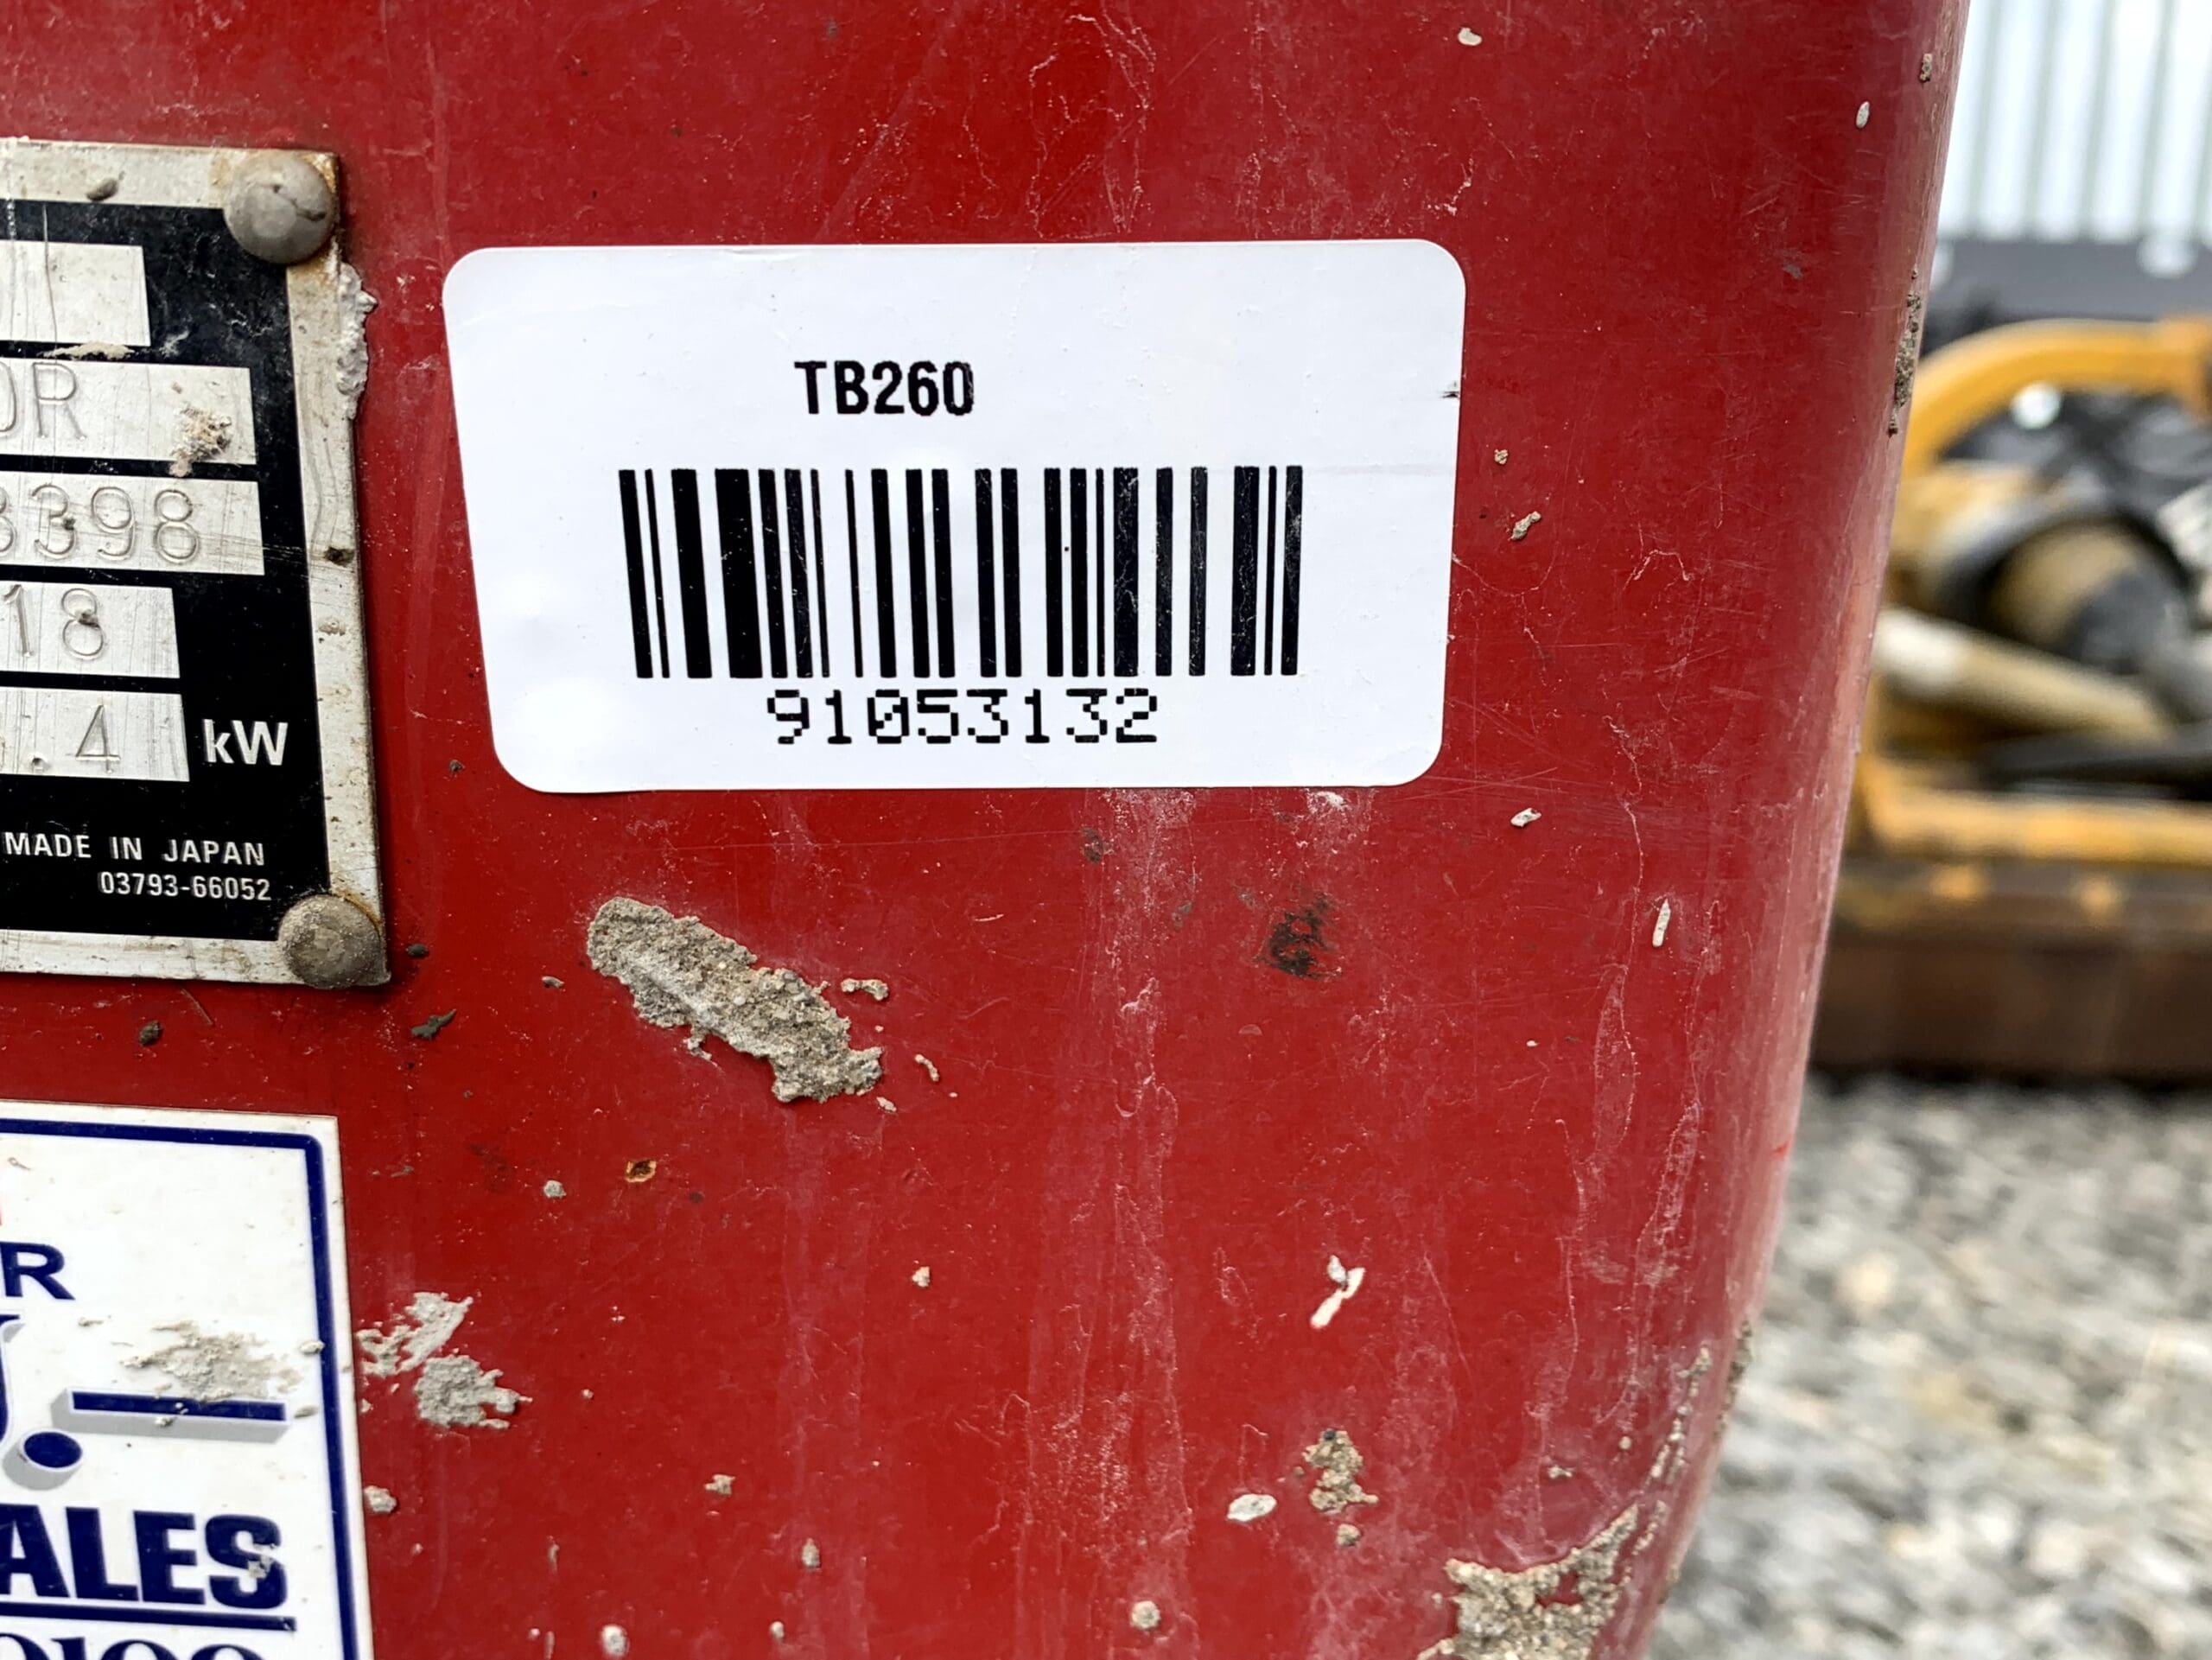 TB260
91053132
OR
3398
18
.4 kW
MADE IN JAPAN
03793-66052
R
ALES